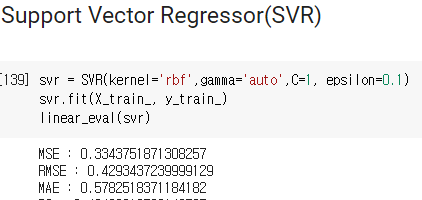 Support Vector Regressor(SVR)
[139] svr = SVR(kernel='rbf',gamma='auto',C=1, epsilon=0.1)
svr.fit(X_train_, y_train_)
linear_eval(svr)
MSE : 0.3343751871308257
RMSE : 0.4293437239999129
MAE : 0.5782518371184182